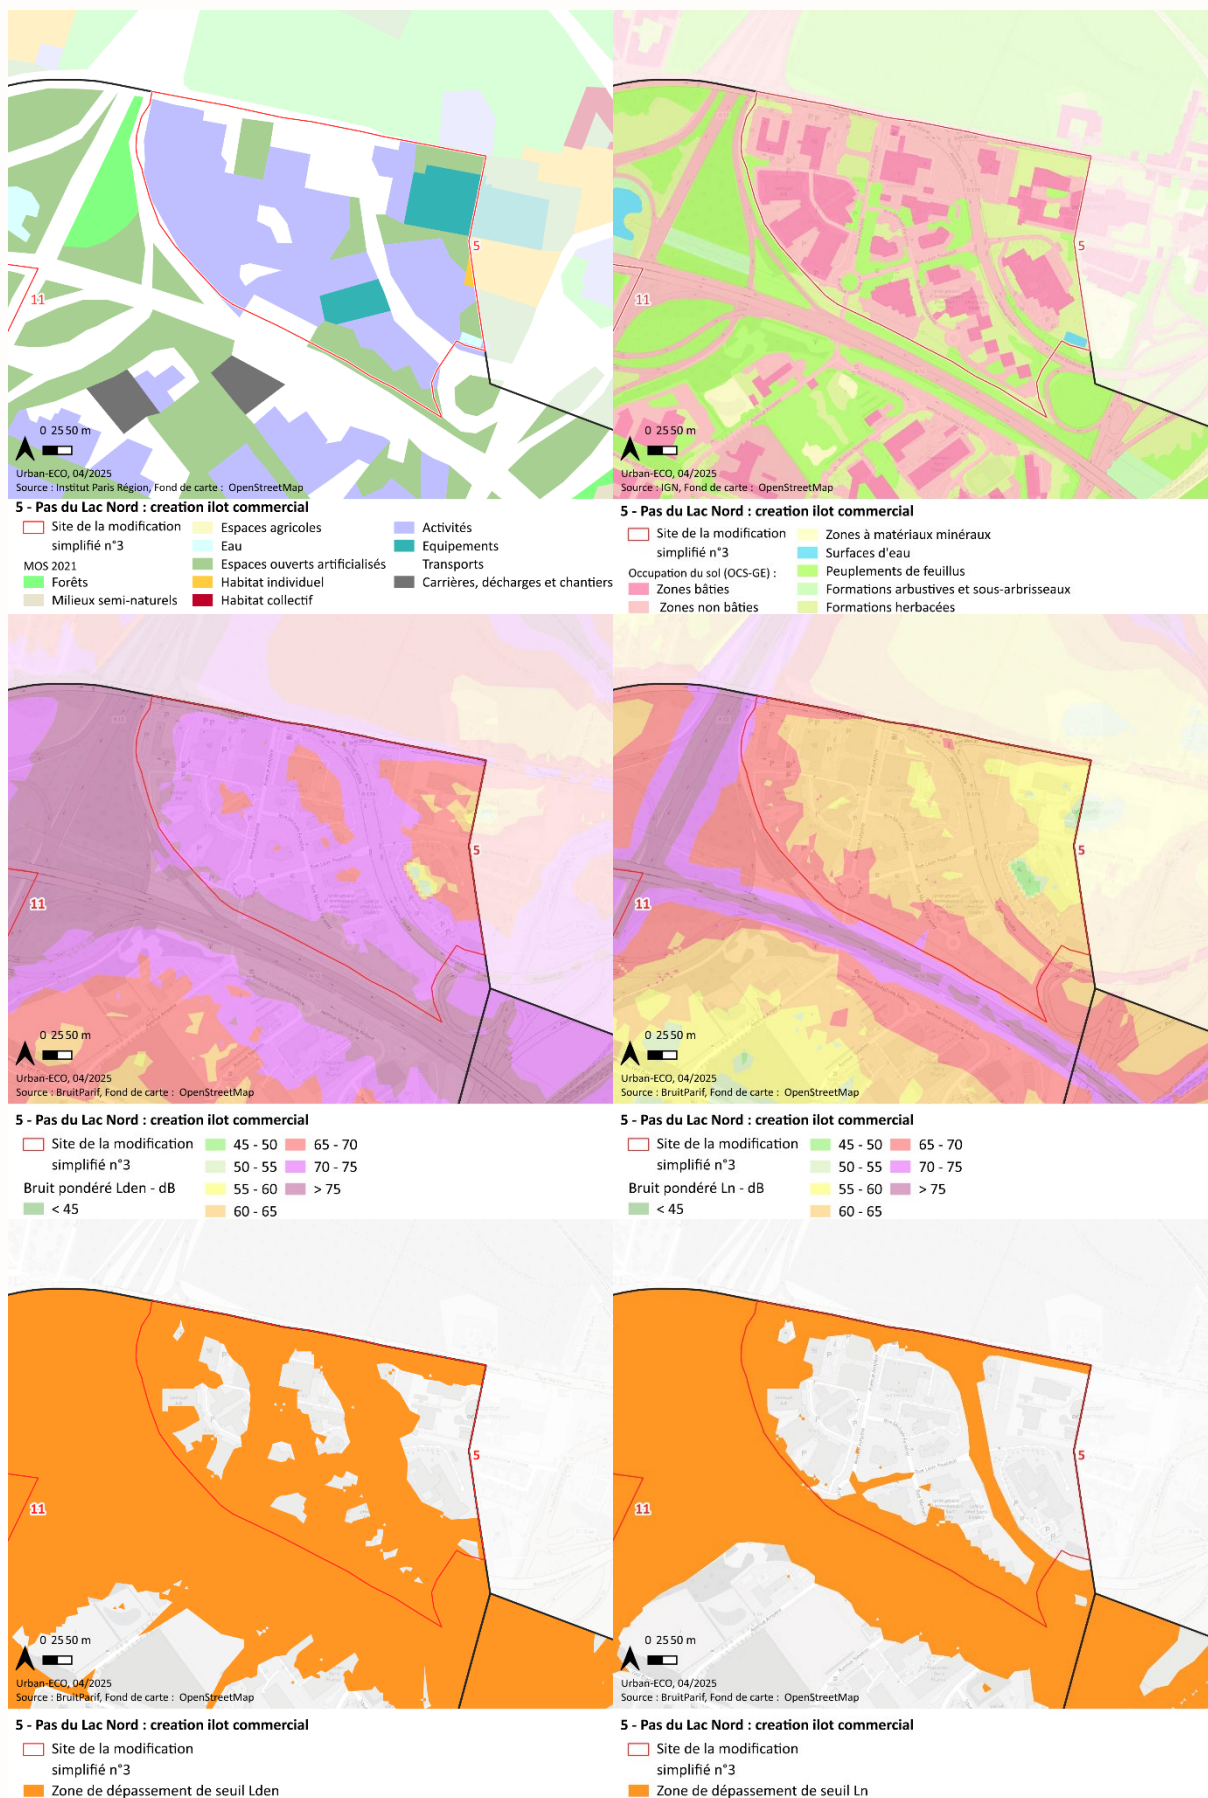 5
11
0 25 50 m
Urban-ECO, 04/2025
Source : Institut Paris Région, Fond de carte : OpenStreetMap
5 - Pas du Lac Nord : creation ilot commercial
Site de la modification
simplifié n°3
MOS 2021
Forêts
Milieux semi-naturels
Espaces agricoles
Eau
Espaces ouverts artificialisés
Habitat individuel
Habitat collectif
Activités
Equipements
Transports
Carrières, décharges et chantiers
5
11
0 25 50 m
Urban-ECO, 04/2025
Source : IGN, Fond de carte : OpenStreetMap
5 - Pas du Lac Nord : creation ilot commercial
Site de la modification
simplifié n°3
Occupation du sol (OCS-GE) :
Zones bâties
Zones non bâties
Zones à matériaux minéraux
Surfaces d'eau
Peuplements de feuillus
Formations arbustives et sous-arbrisseaux
Formations herbacées
5
11
0 25 50 m
Urban-ECO, 04/2025
Source : BruitParif, Fond de carte : OpenStreetMap
5 - Pas du Lac Nord : creation ilot commercial
Site de la modification
simplifié n°3
Bruit pondéré Lden - dB
< 45
45 - 50
50 - 55
55 - 60
60 - 65
65 - 70
70 - 75
> 75
5
11
0 25 50 m
Urban-ECO, 04/2025
Source : BruitParif, Fond de carte : OpenStreetMap
5 - Pas du Lac Nord : creation ilot commercial
Site de la modification
simplifié n°3
Bruit pondéré Ln - dB
< 45
45 - 50
50 - 55
55 - 60
60 - 65
65 - 70
70 - 75
> 75
5
11
0 25 50 m
Urban-ECO, 04/2025
Source : BruitParif, Fond de carte : OpenStreetMap
5 - Pas du Lac Nord : creation ilot commercial
Site de la modification
simplifié n°3
Zone de dépassement de seuil Lden
5
11
0 25 50 m
Urban-ECO, 04/2025
Source : BruitParif, Fond de carte : OpenStreetMap
5 - Pas du Lac Nord : creation ilot commercial
Site de la modification
simplifié n°3
Zone de dépassement de seuil Ln